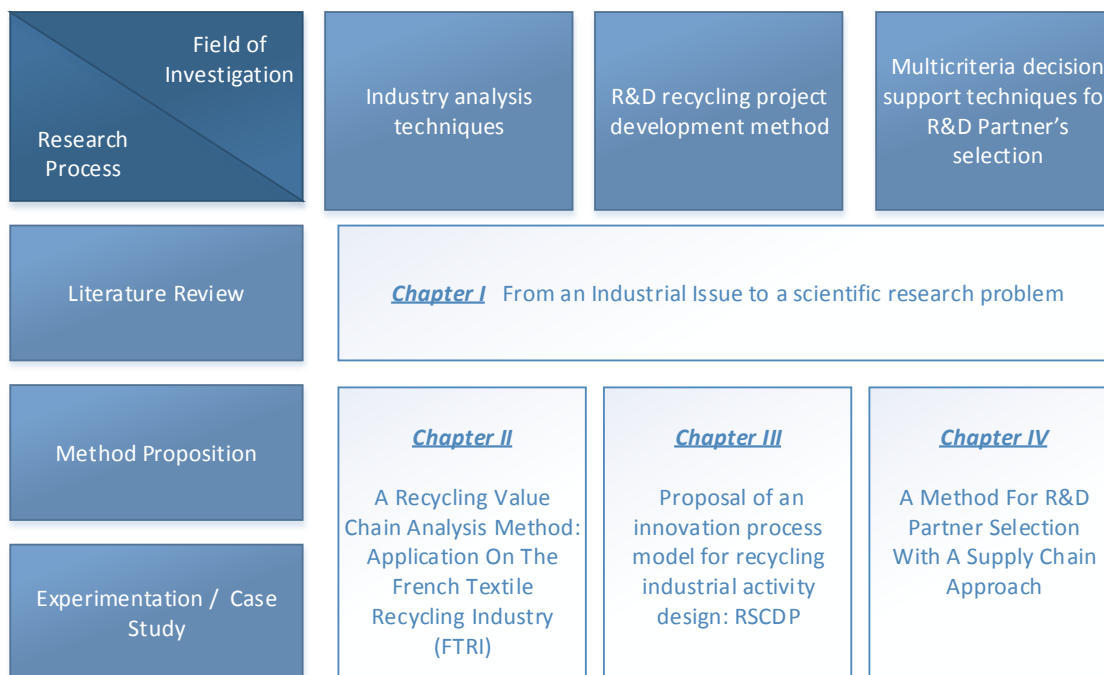 Field of
Investigation
Research
Process
Industry analysis
techniques
R&D recycling project
development method
Multicriteria decision
support techniques fo
R&D Partner's
selection
Literature Review
Chapter I From an Industrial Issue to a scientific research problem
Method Proposition
Experimentation / Case
Study
Chapter II
A Recycling Value
Chain Analysis Method:
Application On The
French Textile
Recycling Industry
(FTRI)
Chapter III
Proposal of an
innovation process
model for recycling
industrial activity
design: RSCDP
Chapter IV
A Method For R&D
Partner Selection
With A Supply Chain
Approach